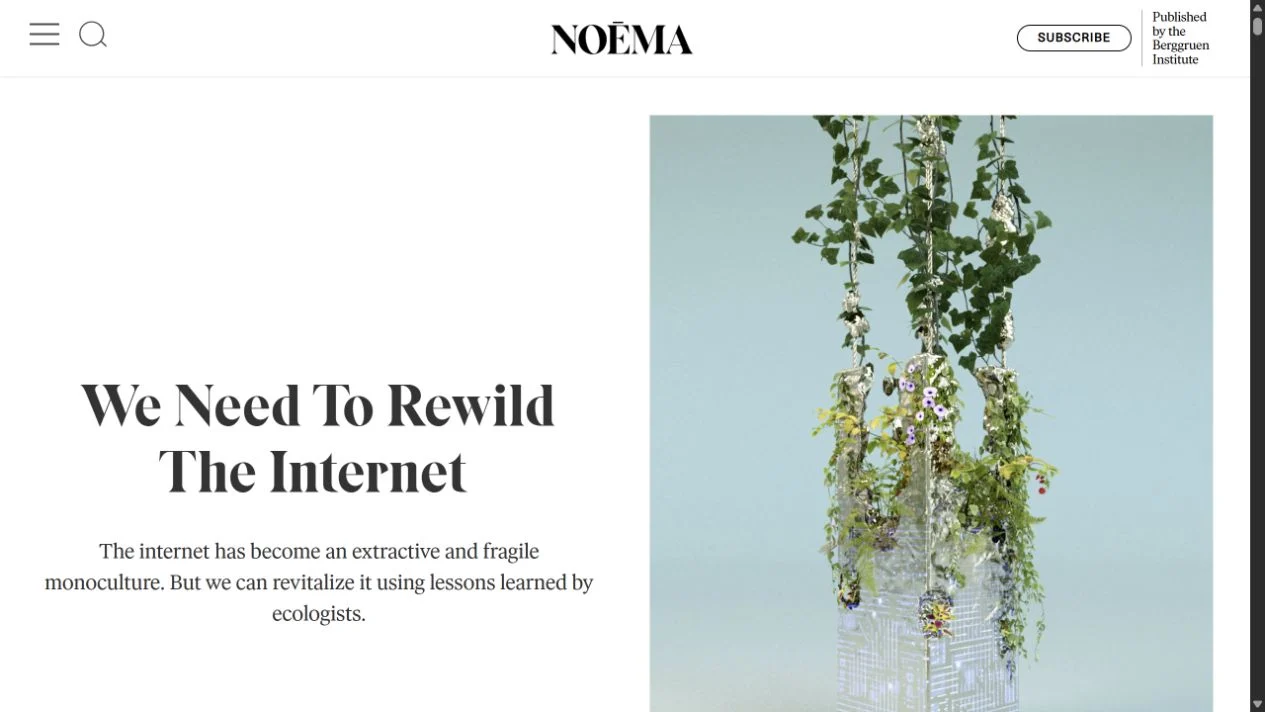 NOĒMA
SUBSCRIBE
Published
by the
Berggruen
Institute
We Need To Rewild
The Internet
The internet has become an extractive and fragile
monoculture. But we can revitalize it using lessons learned by
ecologists.